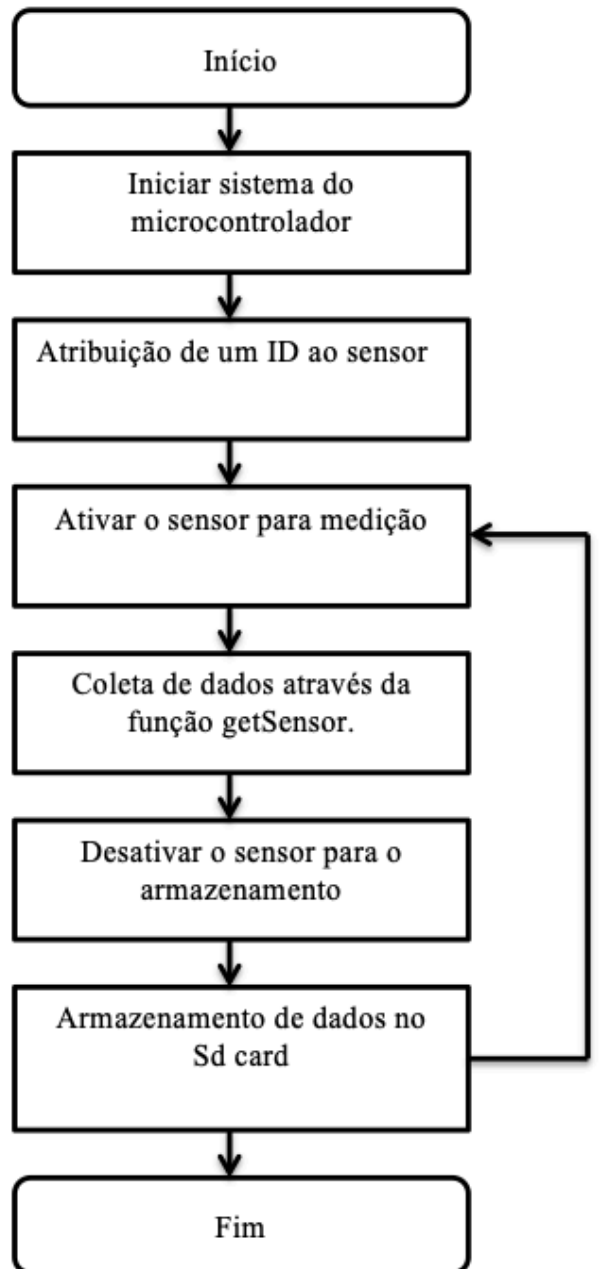 Início
Iniciar sistema do
microcontrolador
Atribuição de um ID ao sensor
Ativar o sensor para medição
Coleta de dados através da
função getSensor.
Desativar o sensor para o
armazenamento
Armazenamento de dados no
Sd card
Fim